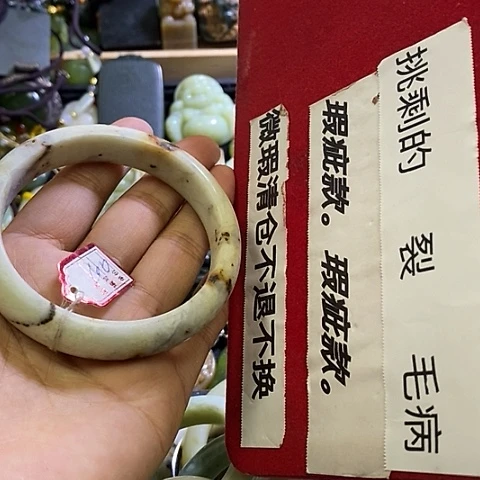 挑剩的 裂 毛病
瑕疵款。瑕疵款。
微瑕清仓不退不换